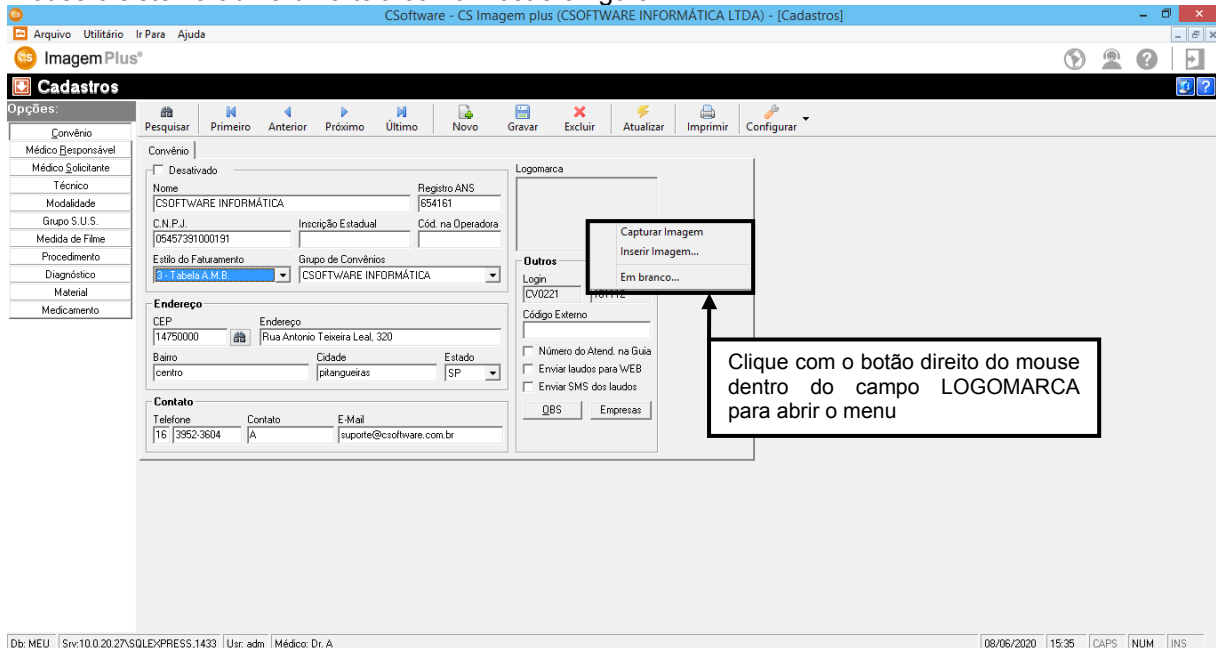 CSoftware - CS Imagem plus (CSOFTWARE INFORMÁTICA LTDA) - [Cadastros]
Arquivo Utilitário Ir Para Ajuda
cs Imagem Plus®
Cadastros
Opções:
Convênio
Médico Responsável
Médico Solicitante
Técnico
Modalidade
Grupo S.U.S.
Medida de Filme
Procedimento
Diagnóstico
Material
Medicamento
Pesquisar Primeiro Anterior Próximo Último Novo Gravar Excluir Atualizar Imprimir Configurar
Convênio
Desativado
Nome Registro ANS
CSOFTWARE INFORMÁTICA 654161
C.N.P.J. Inscrição Estadual Cód. na Operadora
05457391000191
Estilo do Faturamento Grupo de Convênios
3 - Tabela A.M.B. CSOFTWARE INFORMÁTICA
Endereço
CEP Endereço
14750000 Rua Antonio Teixeira Leal, 320
Bairro Cidade Estado
centro pitangueiras SP
Contato
Telefone Contato E-Mail
16 3952-3604 A suporte@csoftware.com.br
Logomarca
Capturar Imagem
Inserir Imagem...
Em branco...
Outros
Login
CV0221
Código Externo
Número do Atend. na Guia
Enviar laudos para WEB
Enviar SMS dos laudos
OBS Empresas
Clique com o botão direito do mouse
dentro do campo LOGOMARCA
para abrir o menu
Db: MEU Srv:10.0.20.27\SQLEXPRESS,1433 Usr: adm Médico: Dr. A 08/06/2020 15:35 CAPS NUM INS